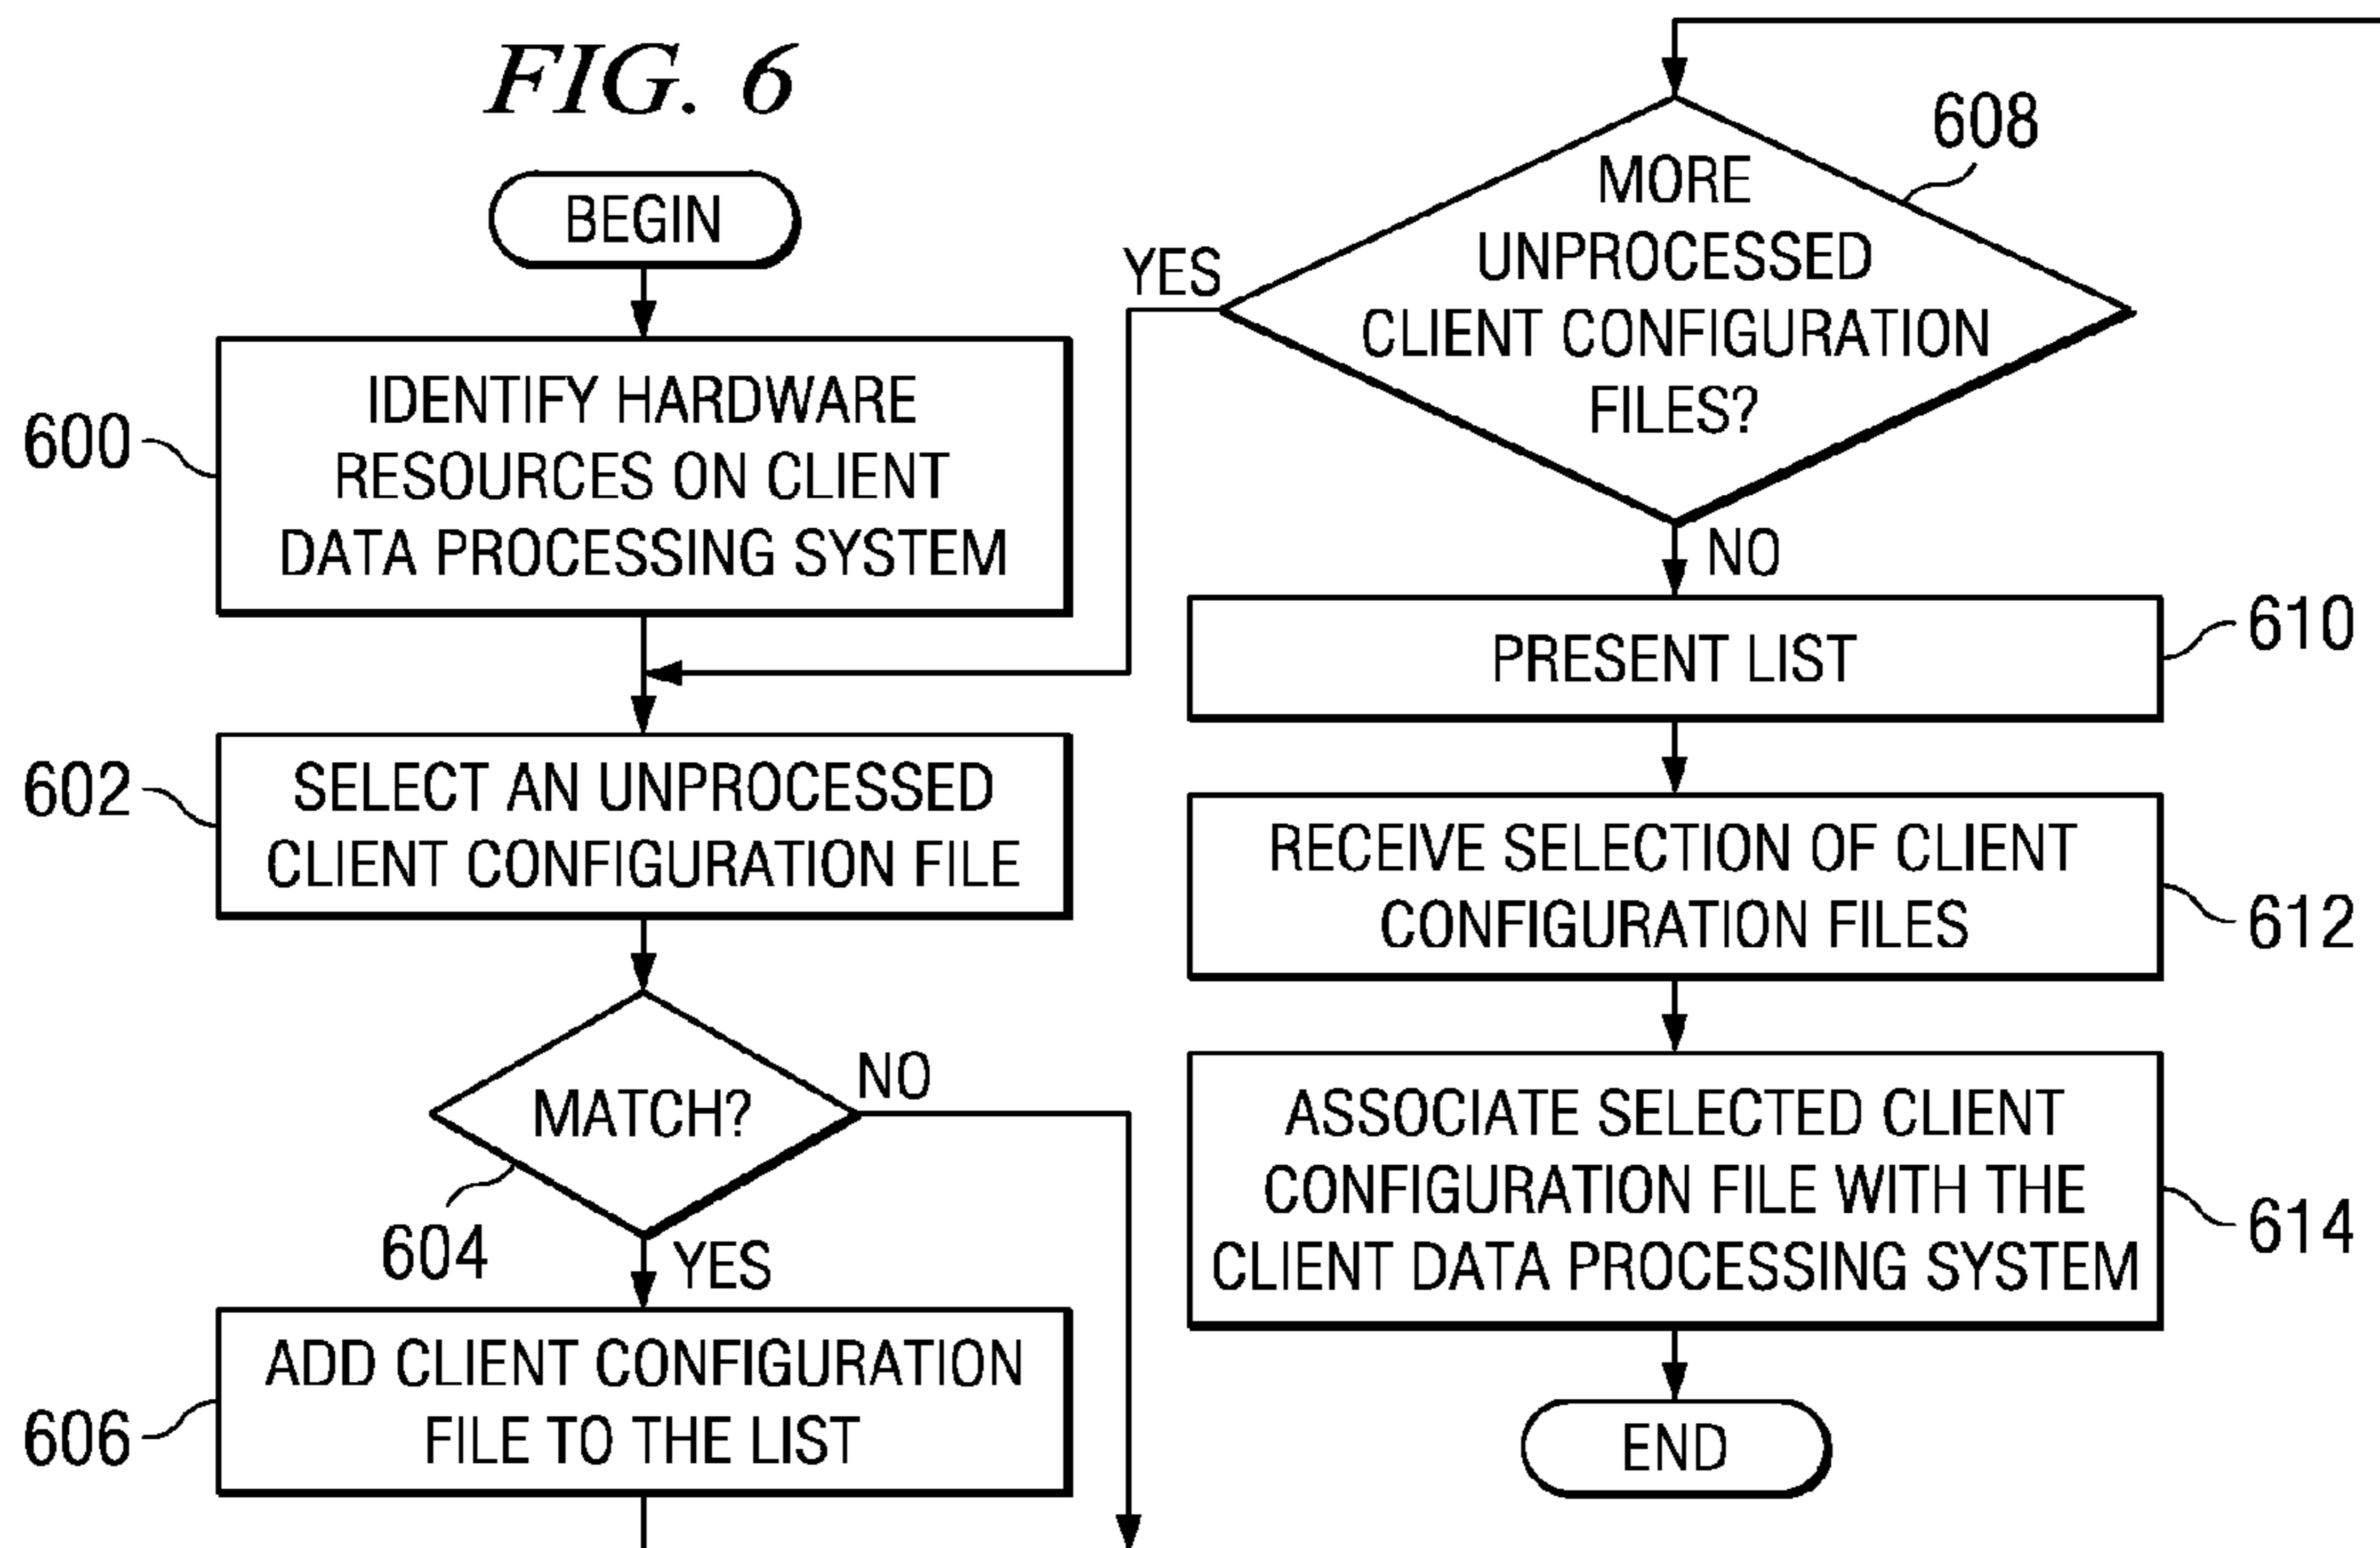 FIG. 6
BEGIN
600
IDENTIFY HARDWARE
RESOURCES ON CLIENT
DATA PROCESSING SYSTEM
602
SELECT AN UNPROCESSED
CLIENT CONFIGURATION FILE
MATCH?
NO
604
YES
606
ADD CLIENT CONFIGURATION
FILE TO THE LIST
608
MORE
UNPROCESSED
CLIENT CONFIGURATION
FILES?
YES
NO
PRESENT LIST
610
RECEIVE SELECTION OF CLIENT
CONFIGURATION FILES
612
ASSOCIATE SELECTED CLIENT
CONFIGURATION FILE WITH THE
CLIENT DATA PROCESSING SYSTEM
614
END